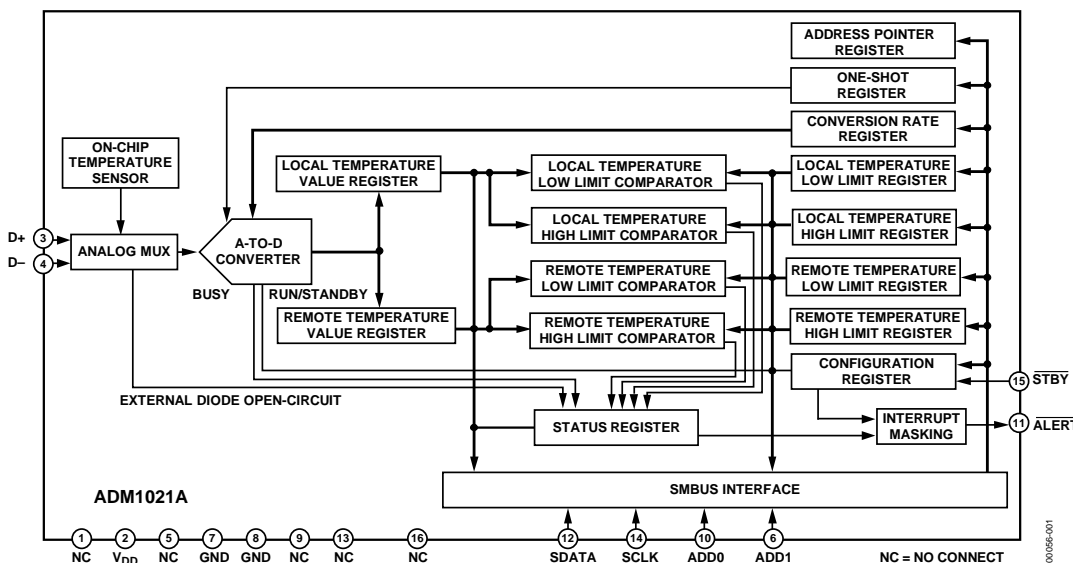 ADDRESS POINTER
REGISTER
ONE-SHOT
REGISTER
CONVERSION RATE
REGISTER
ON-CHIP
TEMPERATURE
SENSOR
LOCAL TEMPERATURE
VALUE REGISTER
LOCAL TEMPERATURE
LOW LIMIT COMPARATOR
LOCAL TEMPERATURE
LOW LIMIT REGISTER
LOCAL TEMPERATURE
HIGH LIMIT COMPARATOR
LOCAL TEMPERATURE
HIGH LIMIT REGISTER
D+ 3
D– 4
ANALOG MUX
A-TO-D
CONVERTER
BUSY
RUN/STANDBY
REMOTE TEMPERATURE
LOW LIMIT COMPARATOR
REMOTE TEMPERATURE
LOW LIMIT REGISTER
REMOTE TEMPERATURE
VALUE REGISTER
REMOTE TEMPERATURE
HIGH LIMIT COMPARATOR
REMOTE TEMPERATURE
HIGH LIMIT REGISTER
CONFIGURATION
REGISTER
15 STBY
EXTERNAL DIODE OPEN-CIRCUIT
STATUS REGISTER
INTERRUPT
MASKING
11 ALERT
SMBUS INTERFACE
ADM1021A
1 2 5 7 8 9 13 16 12 14 10 6
NC VDD NC GND GND NC NC NC SDATA SCLK ADD0 ADD1 NC = NO CONNECT
00056-001